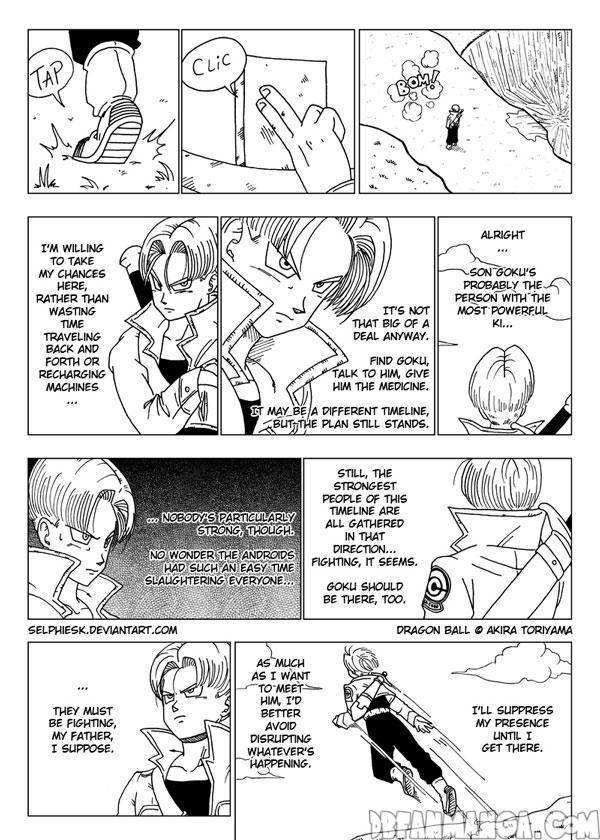 TAP
CLIC
BOM!
I'M WILLING
TO TAKE
MY CHANCES
HERE,
RATHER THAN
WASTING
TIME
TRAVELING
BACK AND
FORTH OR
RECHARGING
MACHINES
...
IT'S NOT
THAT BIG OF A
DEAL ANYWAY.
FIND GOKU,
TALK TO HIM, GIVE
HIM THE MEDICINE.
IT MAY BE A DIFFERENT TIMELINE,
BUT THE PLAN STILL STANDS.
ALRIGHT
...
SON GOKU'S
PROBABLY THE
PERSON WITH THE
MOST POWERFUL
KI...
... NOBODY'S PARTICULARLY
STRONG, THOUGH.
NO WONDER THE ANDROIDS
HAD SUCH AN EASY TIME
SLAUGHTERING EVERYONE...
STILL, THE
STRONGEST
PEOPLE OF THIS
TIMELINE ARE
ALL GATHERED
IN THAT
DIRECTION...
FIGHTING, IT SEEMS.
GOKU SHOULD
BE THERE, TOO.
SELPHIESK.DEVIANTART.COM
DRAGON BALL © AKIRA TORIYAMA
...
THEY MUST
BE FIGHTING,
MY FATHER,
I SUPPOSE.
AS MUCH
AS I WANT
TO MEET
HIM, I'D
BETTER
AVOID
DISRUPTING
WHATEVER'S
HAPPENING.
I'LL SUPPRESS
MY PRESENCE
UNTIL I
GET THERE.
DREAMMANGA.COM